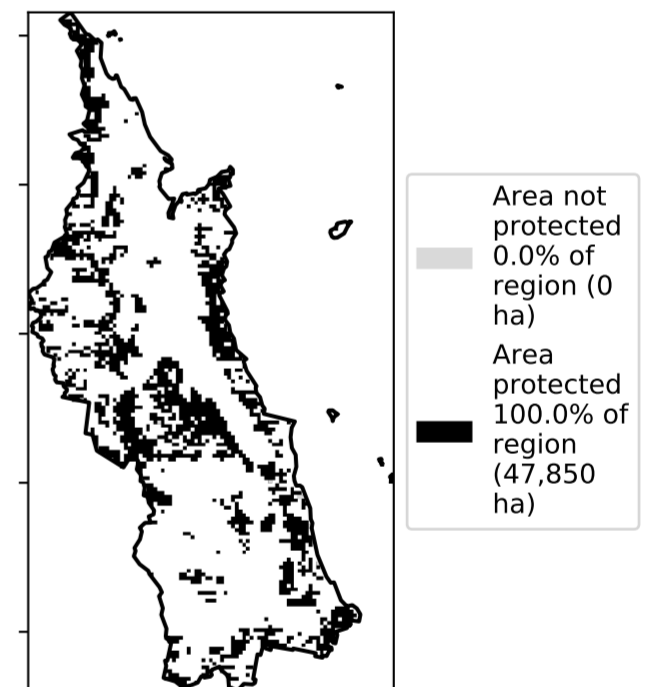 Area not
protected
0.0% of
region (0
ha)
Area
protected
100.0% of
region
(47,850
ha)